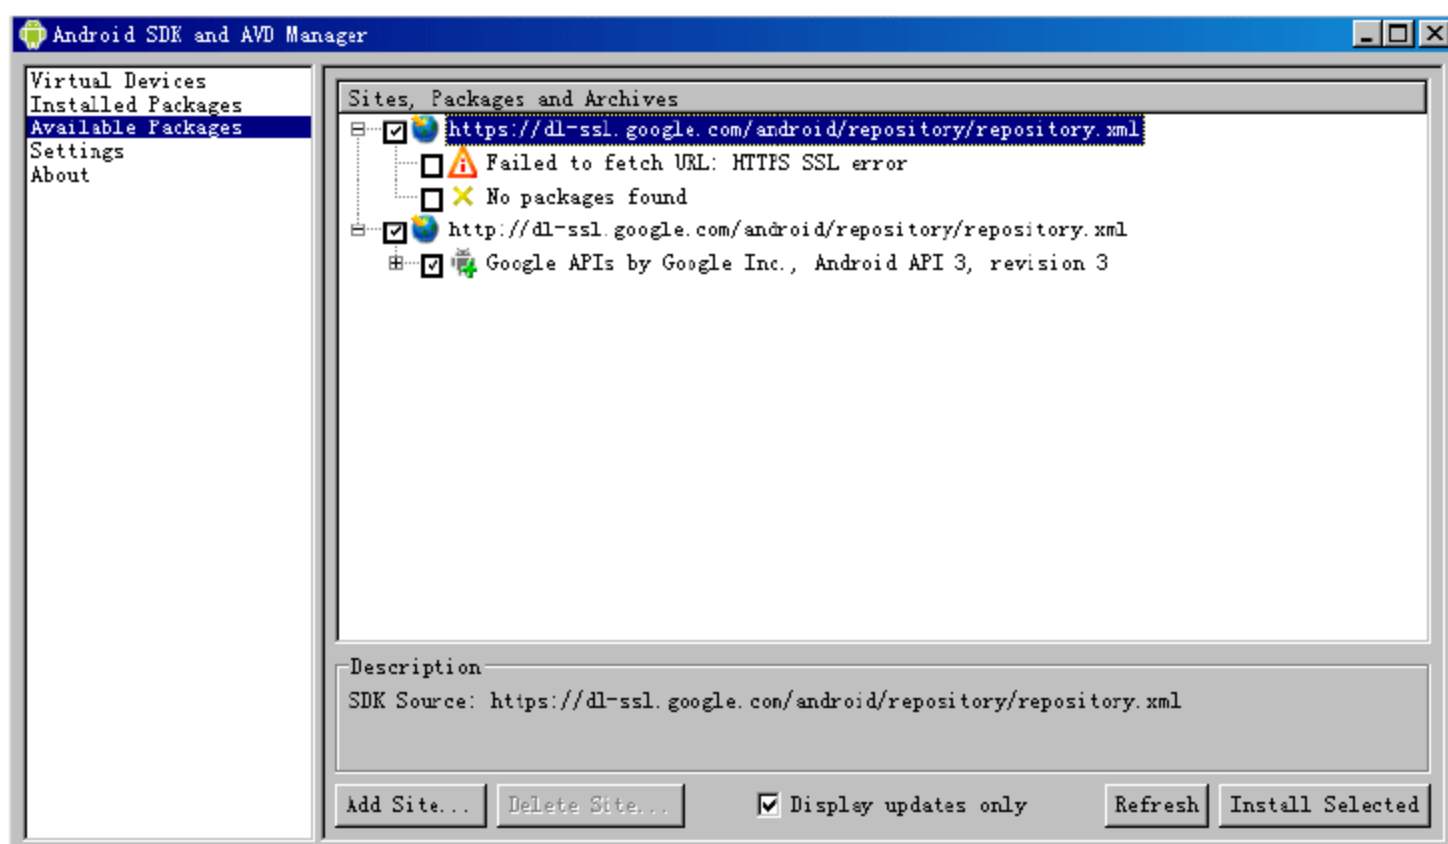 Android SDK and AVD Manager
Virtual Devices
Installed Packages
Available Packages
Settings
About
Sites, Packages and Archives
https://dl-ssl.google.com/android/repository/repository.xml
Failed to fetch URL: HTTPS SSL error
No packages found
http://dl-ssl.google.com/android/repository/repository.xml
Google APIs by Google Inc., Android API 3, revision 3
Description
SDK Source: https://dl-ssl.google.com/android/repository/repository.xml
Add Site...
Delete Site...
Display updates only
Refresh
Install Selected